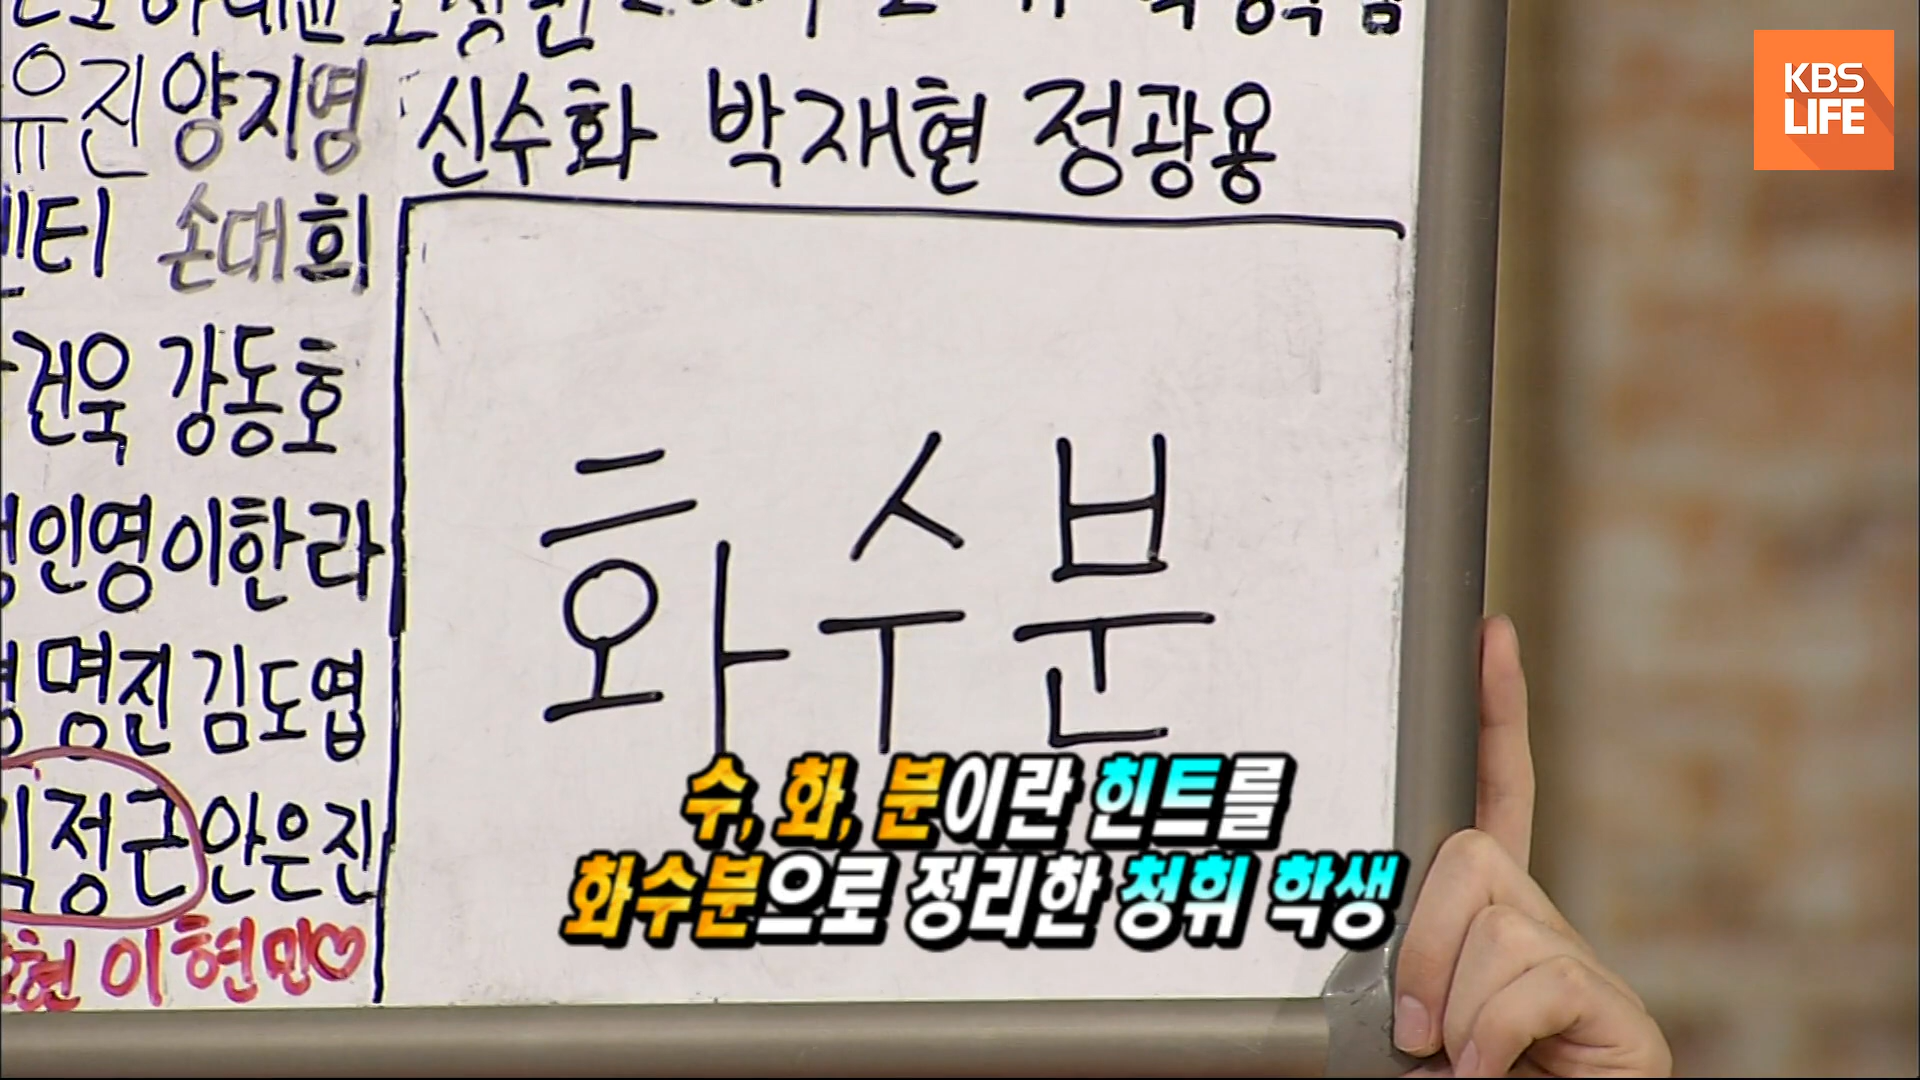 KBS
LIFE
유진 양지영 신수화 박재현 정광용
손대희
건욱 강동호
인영 이한라
명진 김도엽
정근 안은진
현 이현민♡
화수분
수, 화, 분이란 힌트를
화수분으로 정리한 청휘 학생